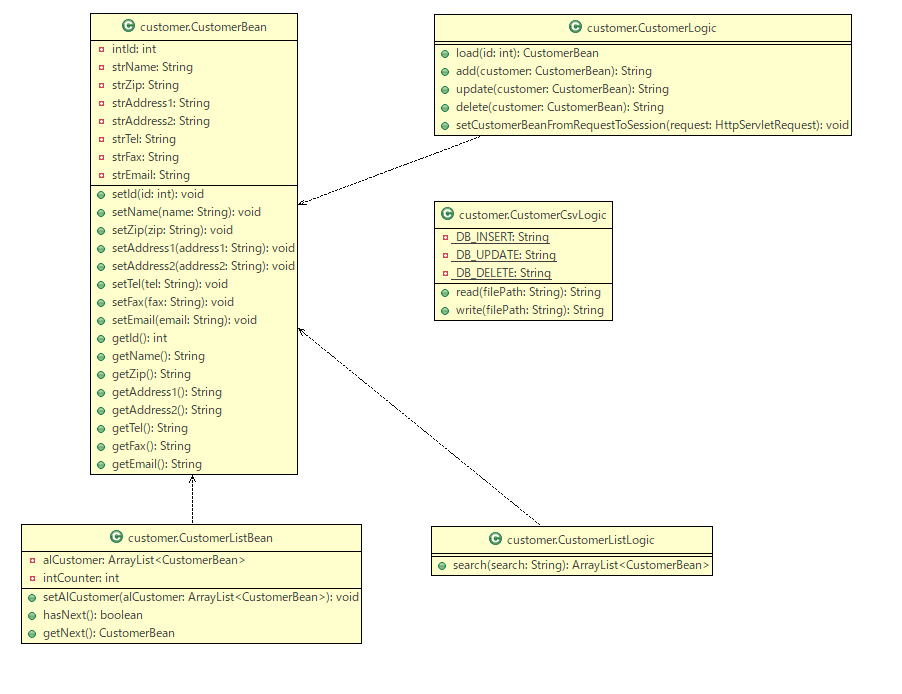 C customer.CustomerBean
intId: int
strName: String
strZip: String
strAddress1: String
strAddress2: String
strTel: String
strFax: String
strEmail: String
setId(id: int): void
setName(name: String): void
setZip(zip: String): void
setAddress1(address1: String): void
setAddress2(address2: String): void
setTel(tel: String): void
setFax(fax: String): void
setEmail(email: String): void
getId(): int
getName(): String
getZip(): String
getAddress1(): String
getAddress2(): String
getTel(): String
getFax(): String
getEmail(): String
C customer.CustomerLogic
load(id: int): CustomerBean
add(customer: CustomerBean): String
update(customer: CustomerBean): String
delete(customer: CustomerBean): String
setCustomerBeanFromRequestToSession(request: HttpServletRequest): void
C customer.CustomerCsvLogic
DB_INSERT: String
DB_UPDATE: String
DB_DELETE: String
read(filePath: String): String
write(filePath: String): String
C customer.CustomerListBean
alCustomer: ArrayList<CustomerBean>
intCounter: int
setAlCustomer(alCustomer: ArrayList<CustomerBean>): void
hasNext(): boolean
getNext(): CustomerBean
C customer.CustomerListLogic
search(search: String): ArrayList<CustomerBean>